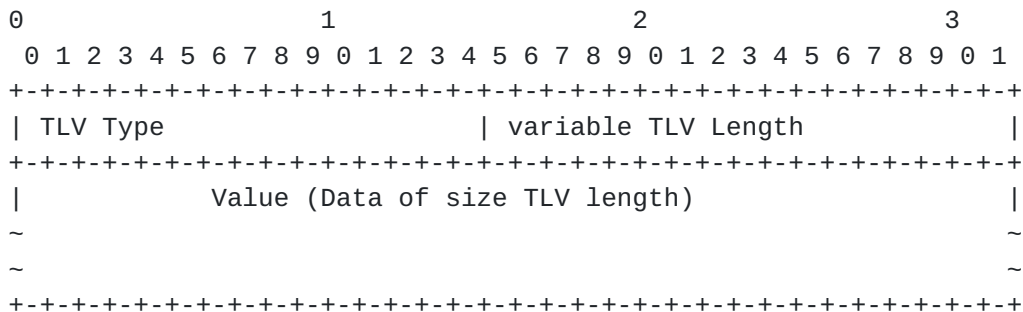 0                   1                   2                   3
 0 1 2 3 4 5 6 7 8 9 0 1 2 3 4 5 6 7 8 9 0 1 2 3 4 5 6 7 8 9 0 1
+-+-+-+-+-+-+-+-+-+-+-+-+-+-+-+-+-+-+-+-+-+-+-+-+-+-+-+-+-+-+-+-+
| TLV Type                    | variable TLV Length             |
+-+-+-+-+-+-+-+-+-+-+-+-+-+-+-+-+-+-+-+-+-+-+-+-+-+-+-+-+-+-+-+-+
|            Value (Data of size TLV length)                    |
~                                                               ~
~                                                               ~
+-+-+-+-+-+-+-+-+-+-+-+-+-+-+-+-+-+-+-+-+-+-+-+-+-+-+-+-+-+-+-+-+